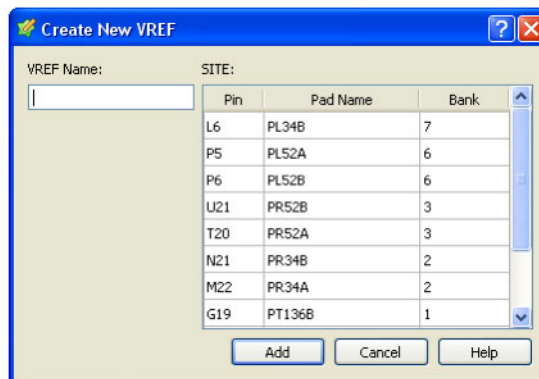 Create New VREF
VREF Name:
SITE:
Pin Pad Name Bank
L6 PL34B 7
P5 PL52A 6
P6 PL52B 6
U21 PR52B 3
T20 PR52A 3
N21 PR34B 2
M22 PR34A 2
G19 PT136B 1
Add Cancel Help